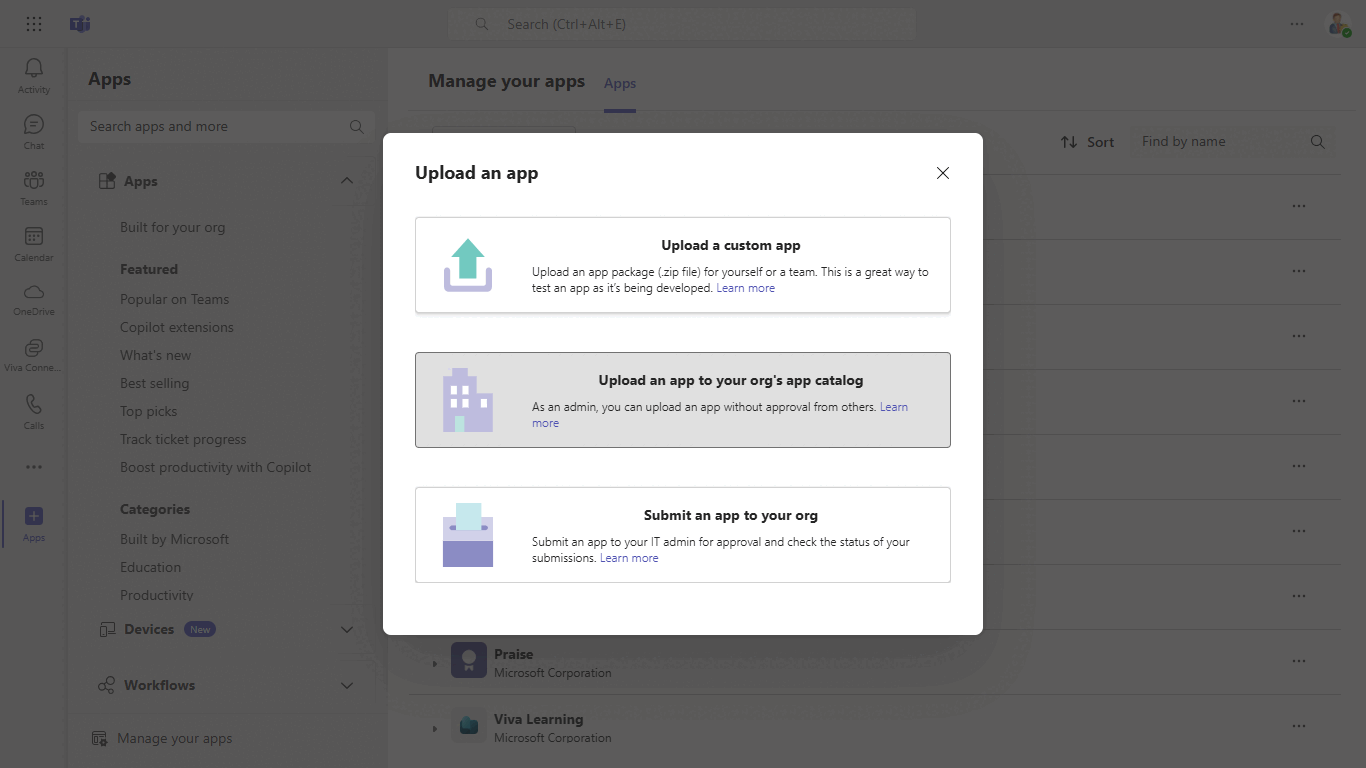 Search (Ctrl+Alt+E)
Activity
Chat
Teams
Calendar
OneDrive
Viva Conne...
Calls
Apps
Apps
Search apps and more
Apps
Built for your org
Featured
Popular on Teams
Copilot extensions
What's new
Best selling
Top picks
Track ticket progress
Boost productivity with Copilot
Categories
Built by Microsoft
Education
Productivity
Devices New
Workflows
Manage your apps
Manage your apps Apps
Sort Find by name
Upload an app
Upload a custom app
Upload an app package (.zip file) for yourself or a team. This is a great way to
test an app as it's being developed. Learn more
Upload an app to your org's app catalog
As an admin, you can upload an app without approval from others. Learn
more
Submit an app to your org
Submit an app to your IT admin for approval and check the status of your
submissions. Learn more
Praise
Microsoft Corporation
Viva Learning
Microsoft Corporation